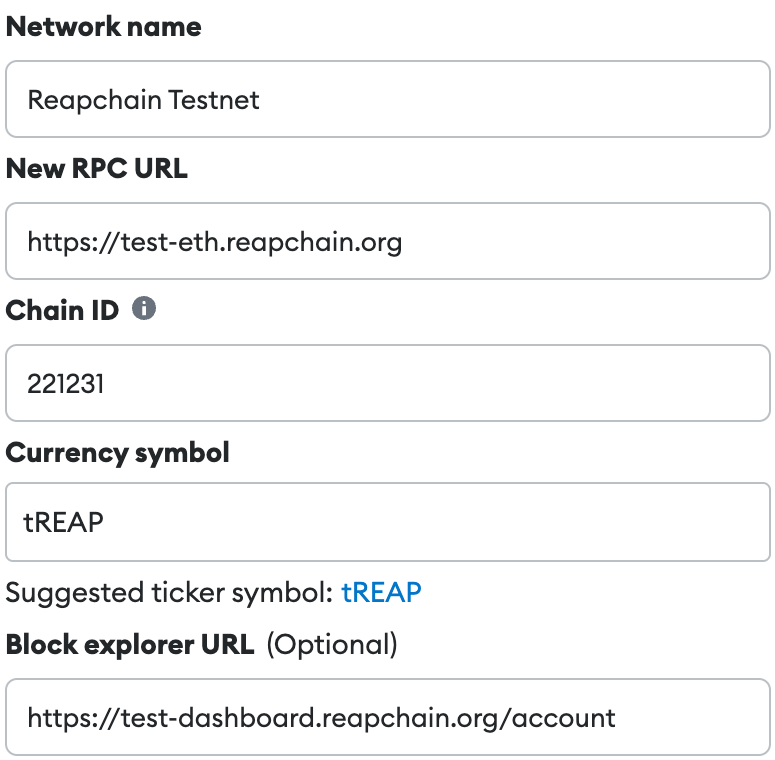 Network name
Reapchain Testnet
New RPC URL
https://test-eth.reapchain.org
Chain ID
221231
Currency symbol
tREAP
Suggested ticker symbol: tREAP
Block explorer URL (Optional)
https://test-dashboard.reapchain.org/account